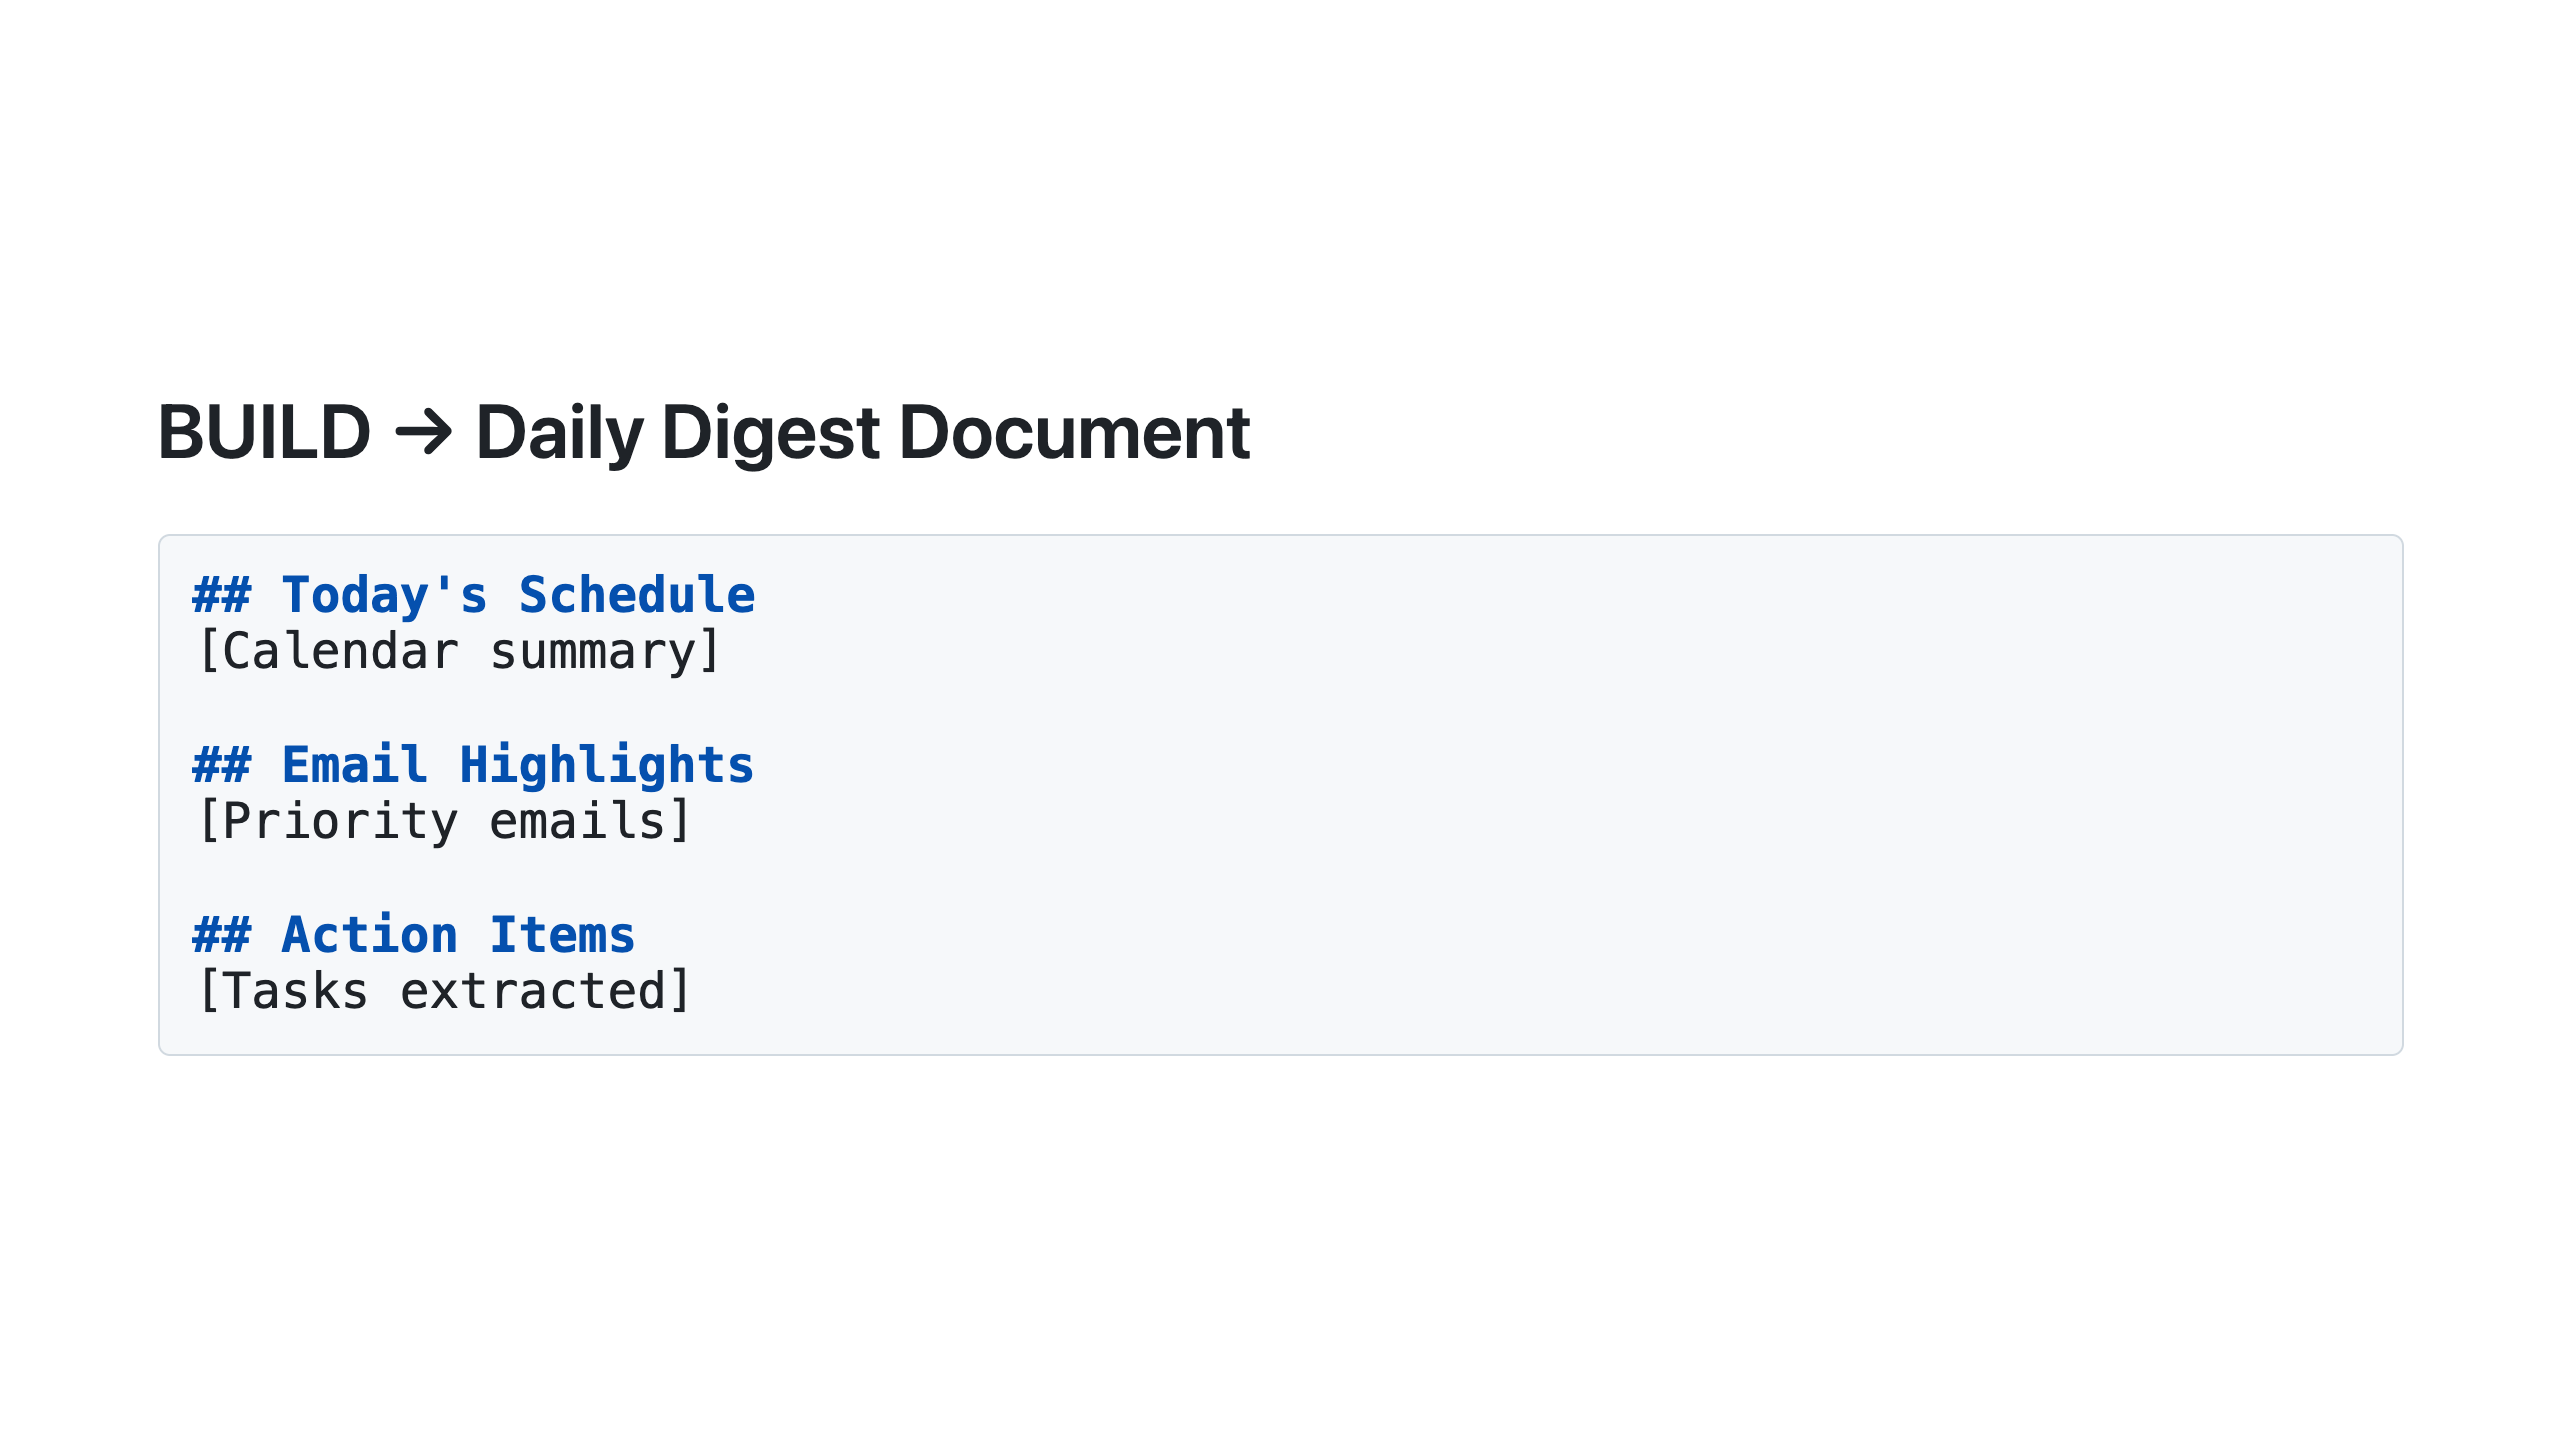 BUILD → Daily Digest Document
## Today's Schedule
[Calendar summary]
## Email Highlights
[Priority emails]
## Action Items
[Tasks extracted]